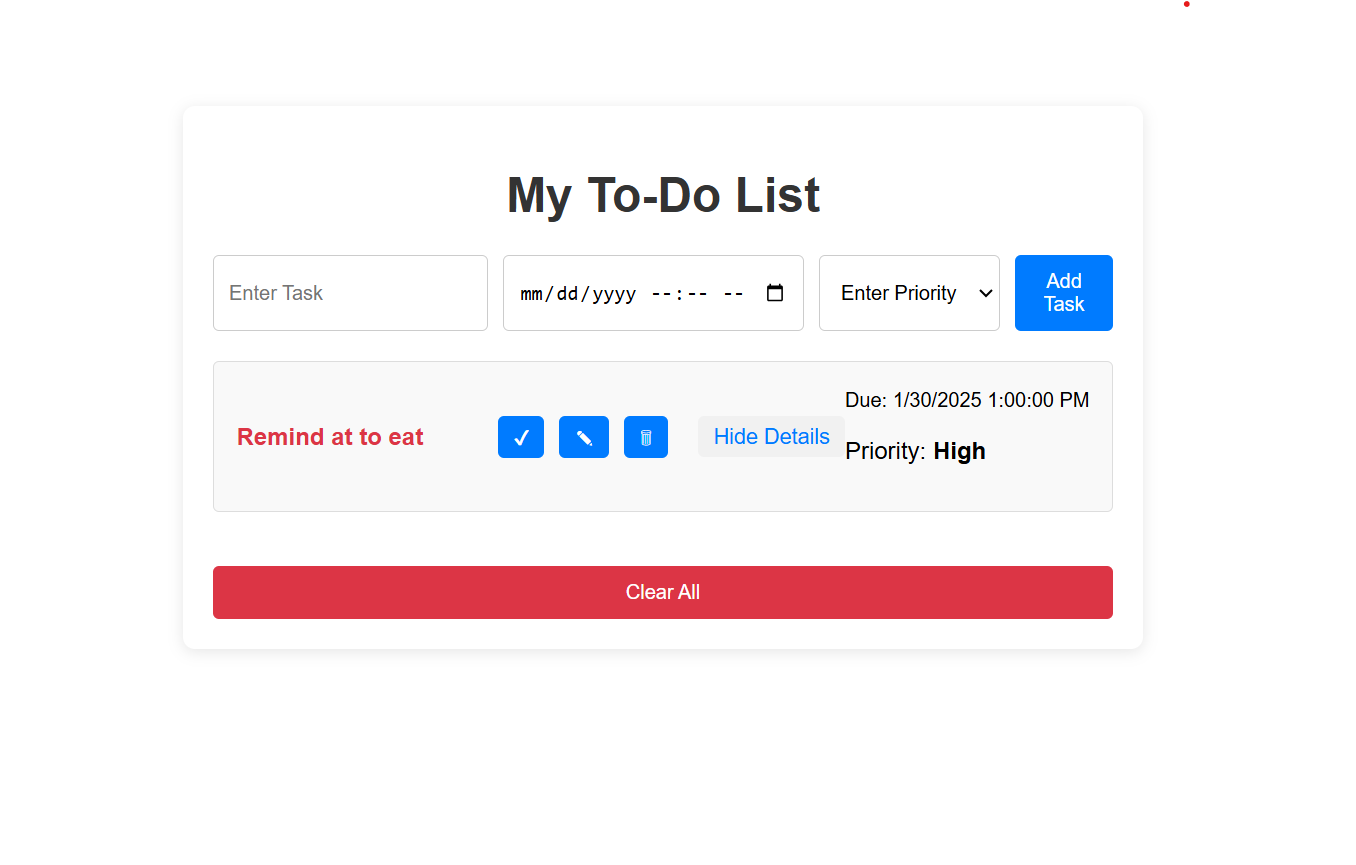 My To-Do List
Enter Task
mm/dd/yyyy --:-- --
Enter Priority
Add
Task
Remind at to eat
Hide Details
Due: 1/30/2025 1:00:00 PM
Priority: High
Clear All